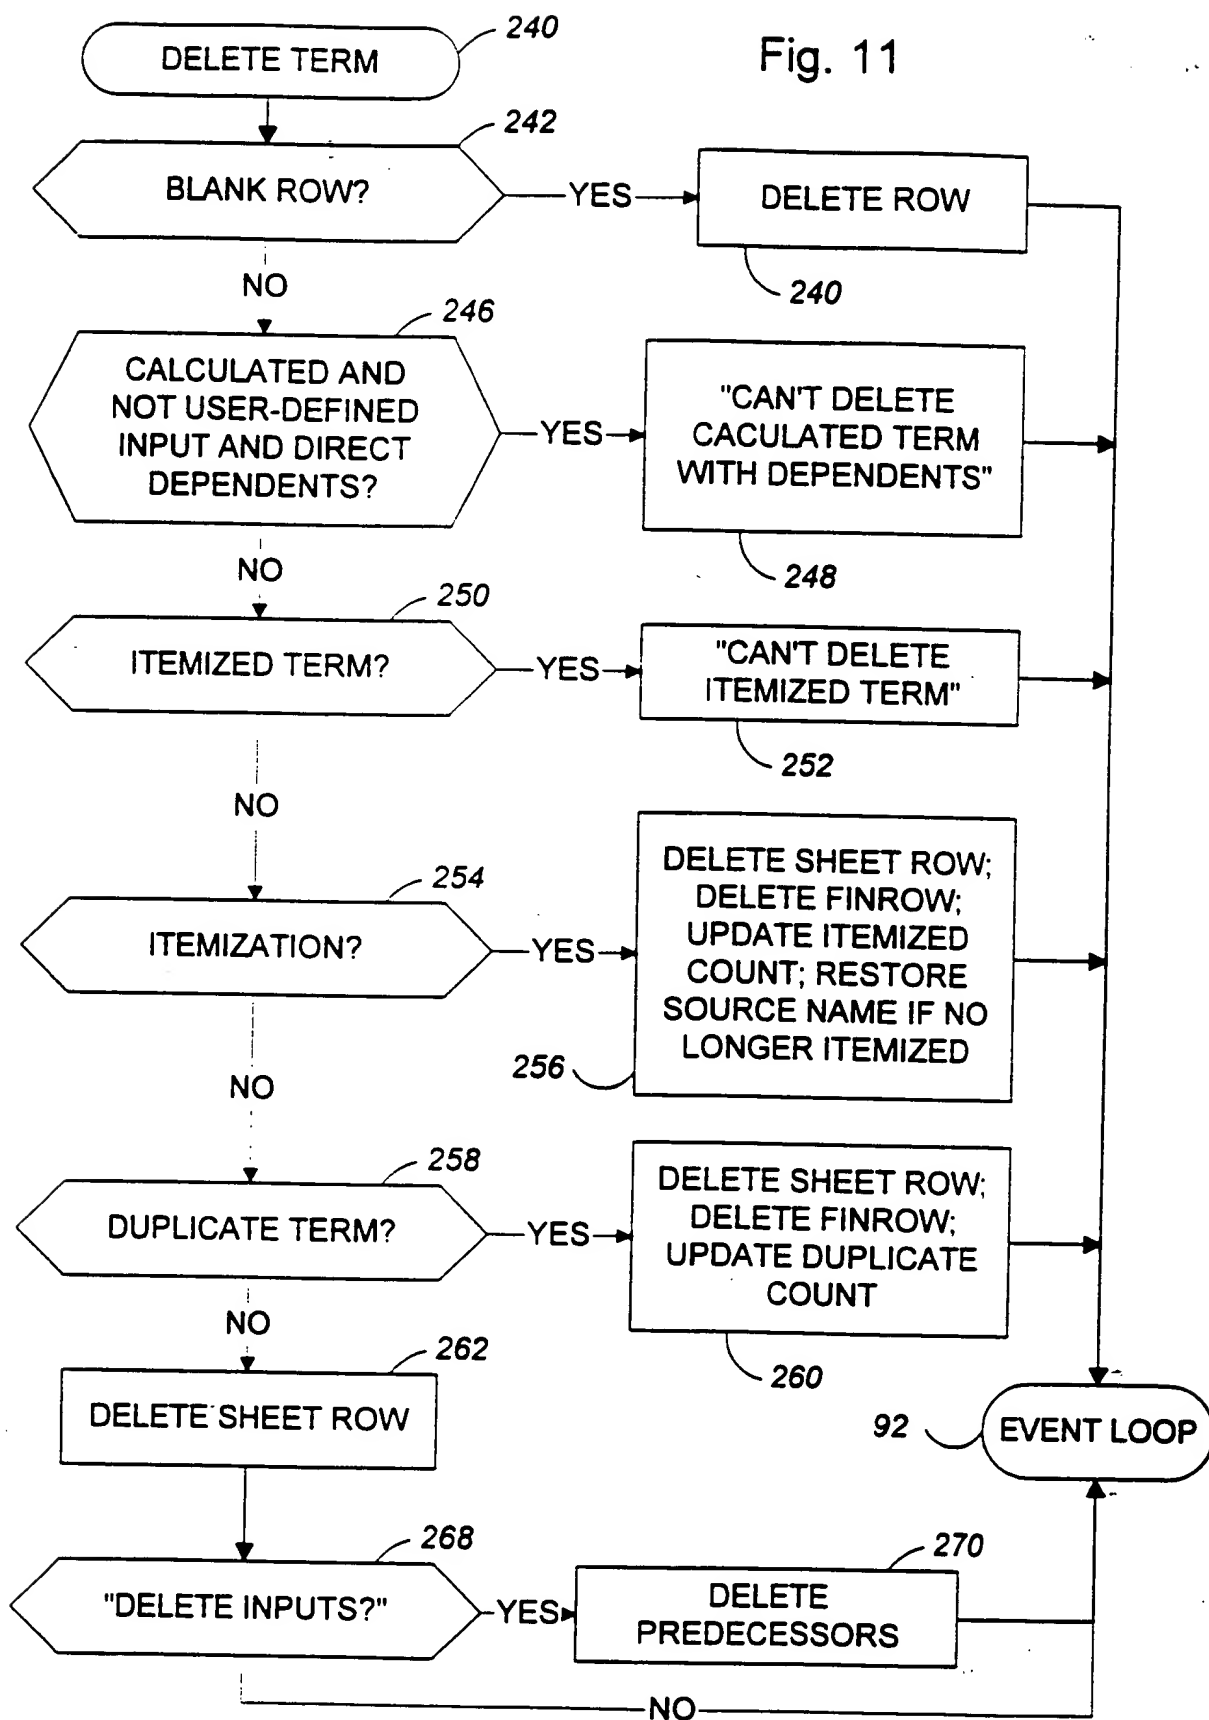 240
DELETE TERM
Fig. 11
242
BLANK ROW?
YES
DELETE ROW
NO
240
246
CALCULATED AND
NOT USER-DEFINED
INPUT AND DIRECT
DEPENDENTS?
YES
"CAN'T DELETE
CACULATED TERM
WITH DEPENDENTS"
NO
248
250
ITEMIZED TERM?
YES
"CAN'T DELETE
ITEMIZED TERM"
252
NO
254
ITEMIZATION?
YES
DELETE SHEET ROW;
DELETE FINROW;
UPDATE ITEMIZED
COUNT; RESTORE
SOURCE NAME IF NO
LONGER ITEMIZED
256
NO
258
DUPLICATE TERM?
YES
DELETE SHEET ROW;
DELETE FINROW;
UPDATE DUPLICATE
COUNT
NO
260
262
DELETE SHEET ROW
92
EVENT LOOP
268
"DELETE INPUTS?"
YES
270
DELETE
PREDECESSORS
NO